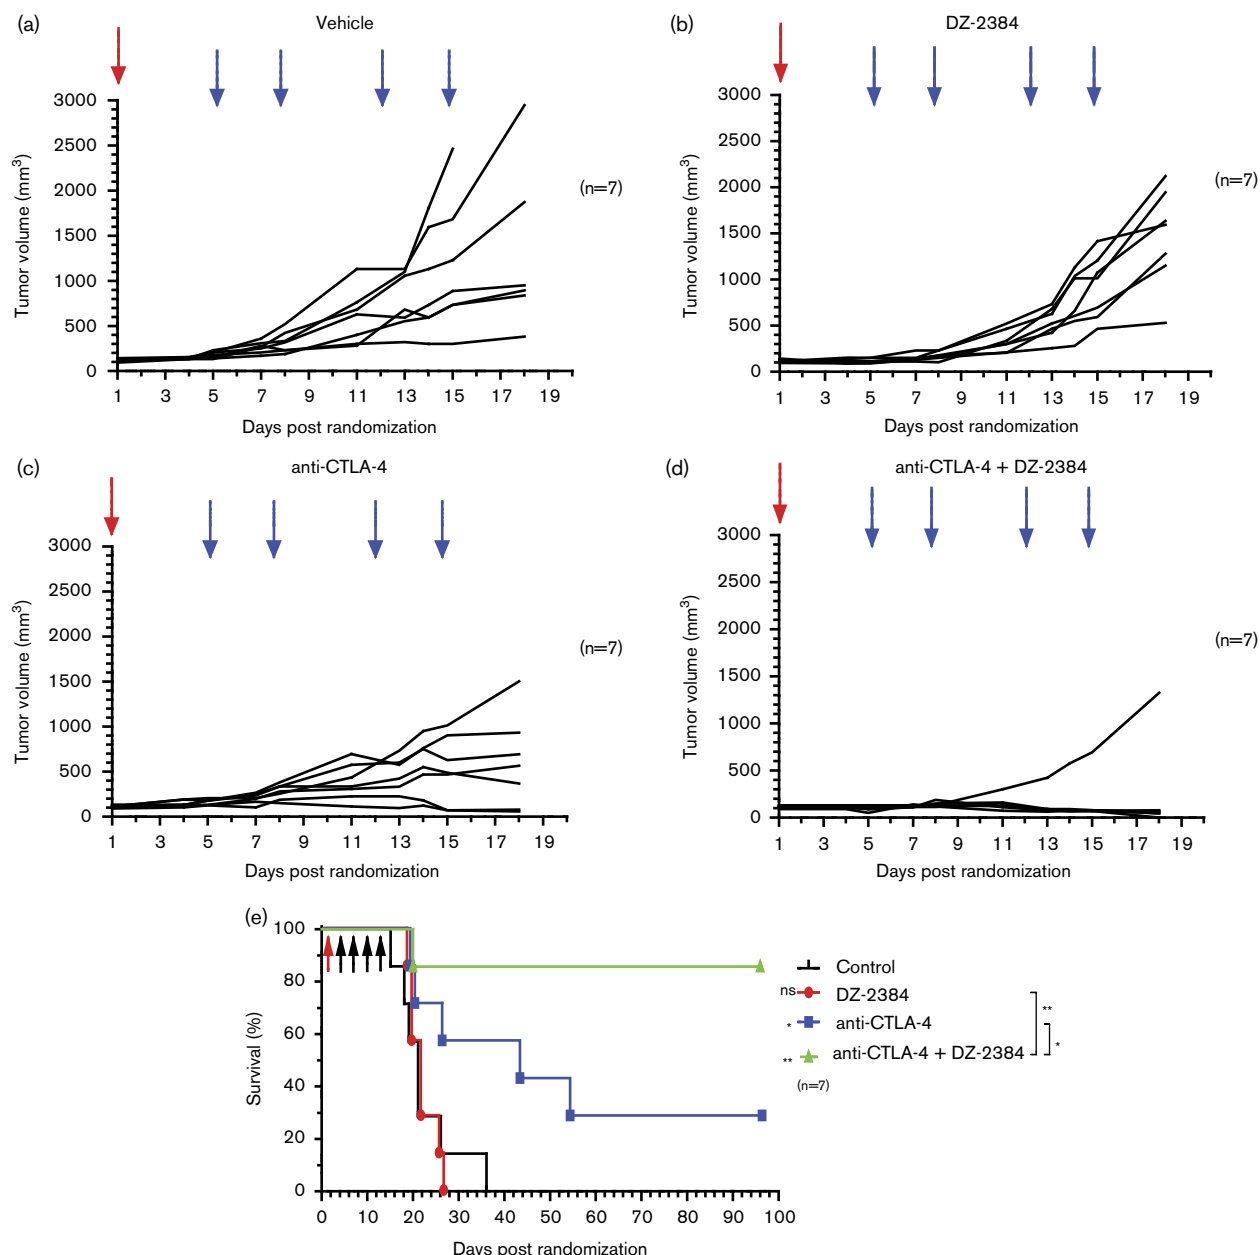 (a)
Vehicle
3000
2500
2000
1500
1000
500
0
Tumor volume (mm³)
(n=7)
1 3 5 7 9 11 13 15 17 19
Days post randomization
(b)
DZ-2384
3000
2500
2000
1500
1000
500
0
Tumor volume (mm³)
(n=7)
1 3 5 7 9 11 13 15 17 19
Days post randomization
(c)
anti-CTLA-4
3000
2500
2000
1500
1000
500
0
Tumor volume (mm³)
(n=7)
1 3 5 7 9 11 13 15 17 19
Days post randomization
(d)
anti-CTLA-4 + DZ-2384
3000
2500
2000
1500
1000
500
0
Tumor volume (mm³)
(n=7)
1 3 5 7 9 11 13 15 17 19
Days post randomization
(e)
100
80
60
40
20
0
Survival (%)
0 10 20 30 40 50 60 70 80 90 100
Days post randomization
Control
ns DZ-2384
* anti-CTLA-4
** anti-CTLA-4 + DZ-2384
**
*
(n=7)